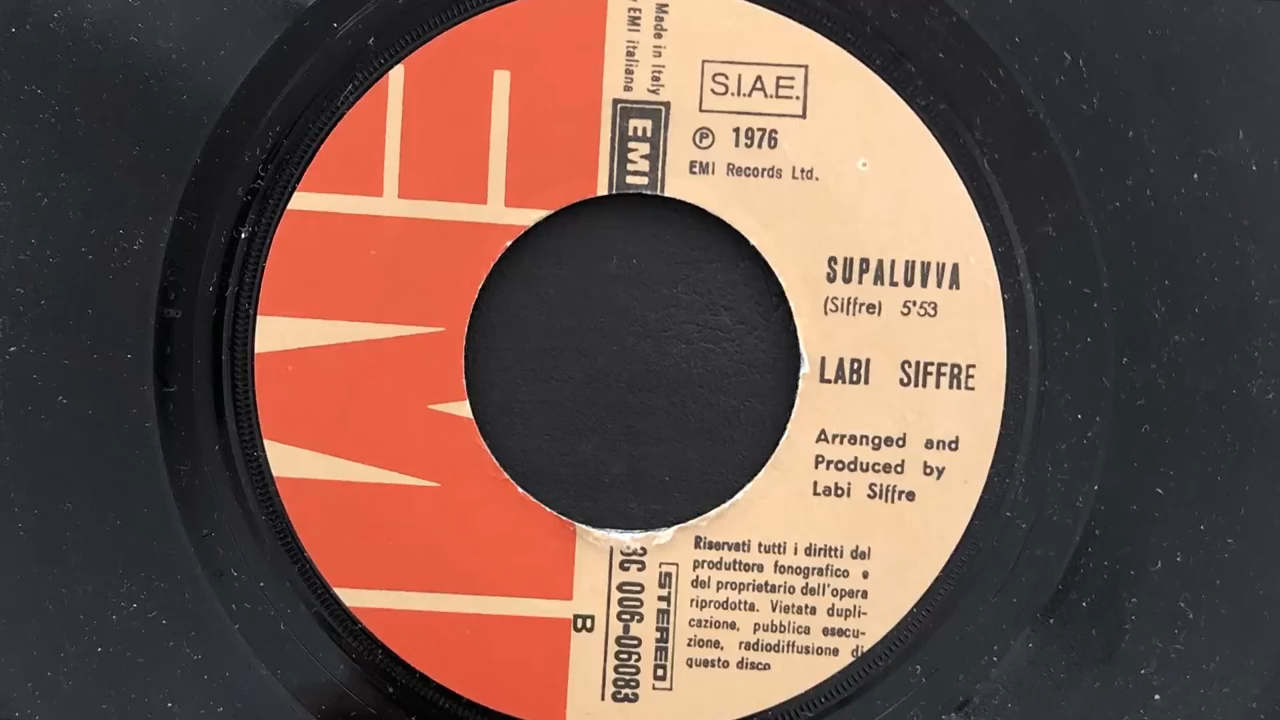 Made in Italy
EMI italiana
EMI
S.I.A.E.
℗ 1976
EMI Records Ltd.
SUPALUVVA
(Siffre) 5'53
LABI SIFFRE
Arranged and
Produced by
Labi Siffre
Riservati tutti i diritti del
produttore fonografico e
del proprietario dell'opera
riprodotta. Vietata dupli-
cazione, pubblica esecu-
zione, radiodiffusione di
questo disco
STEREO
3C 006-06083
B
EMI